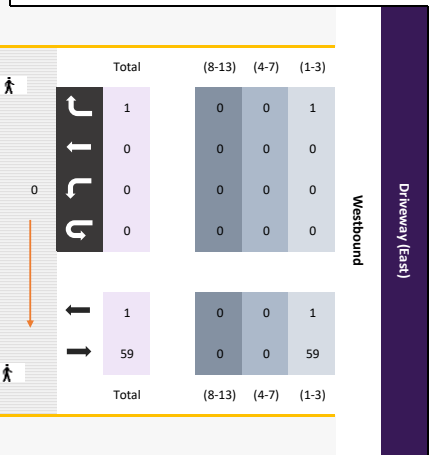 Total (8-13) (4-7) (1-3)
1 0 0 1
0 0 0 0
0 0 0 0 0
0 0 0 0
1 0 0 1
59 0 0 59
Total (8-13) (4-7) (1-3)
Westbound
Driveway (East)